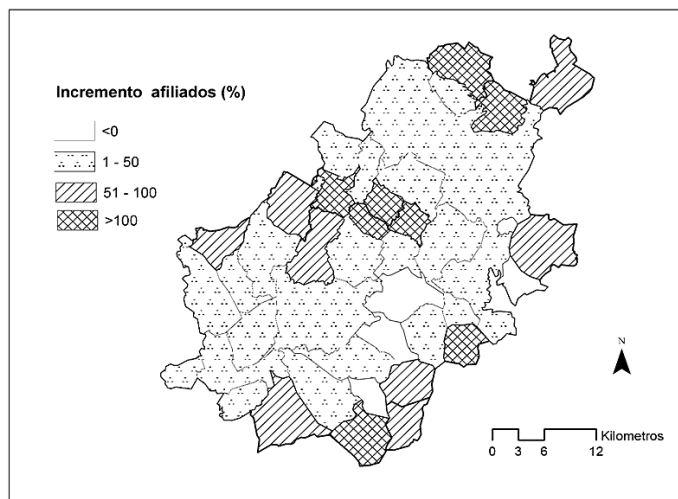 Incremento afiliados (%)
<0
1 - 50
51 - 100
>100
N
Kilometros
0 3 6 12